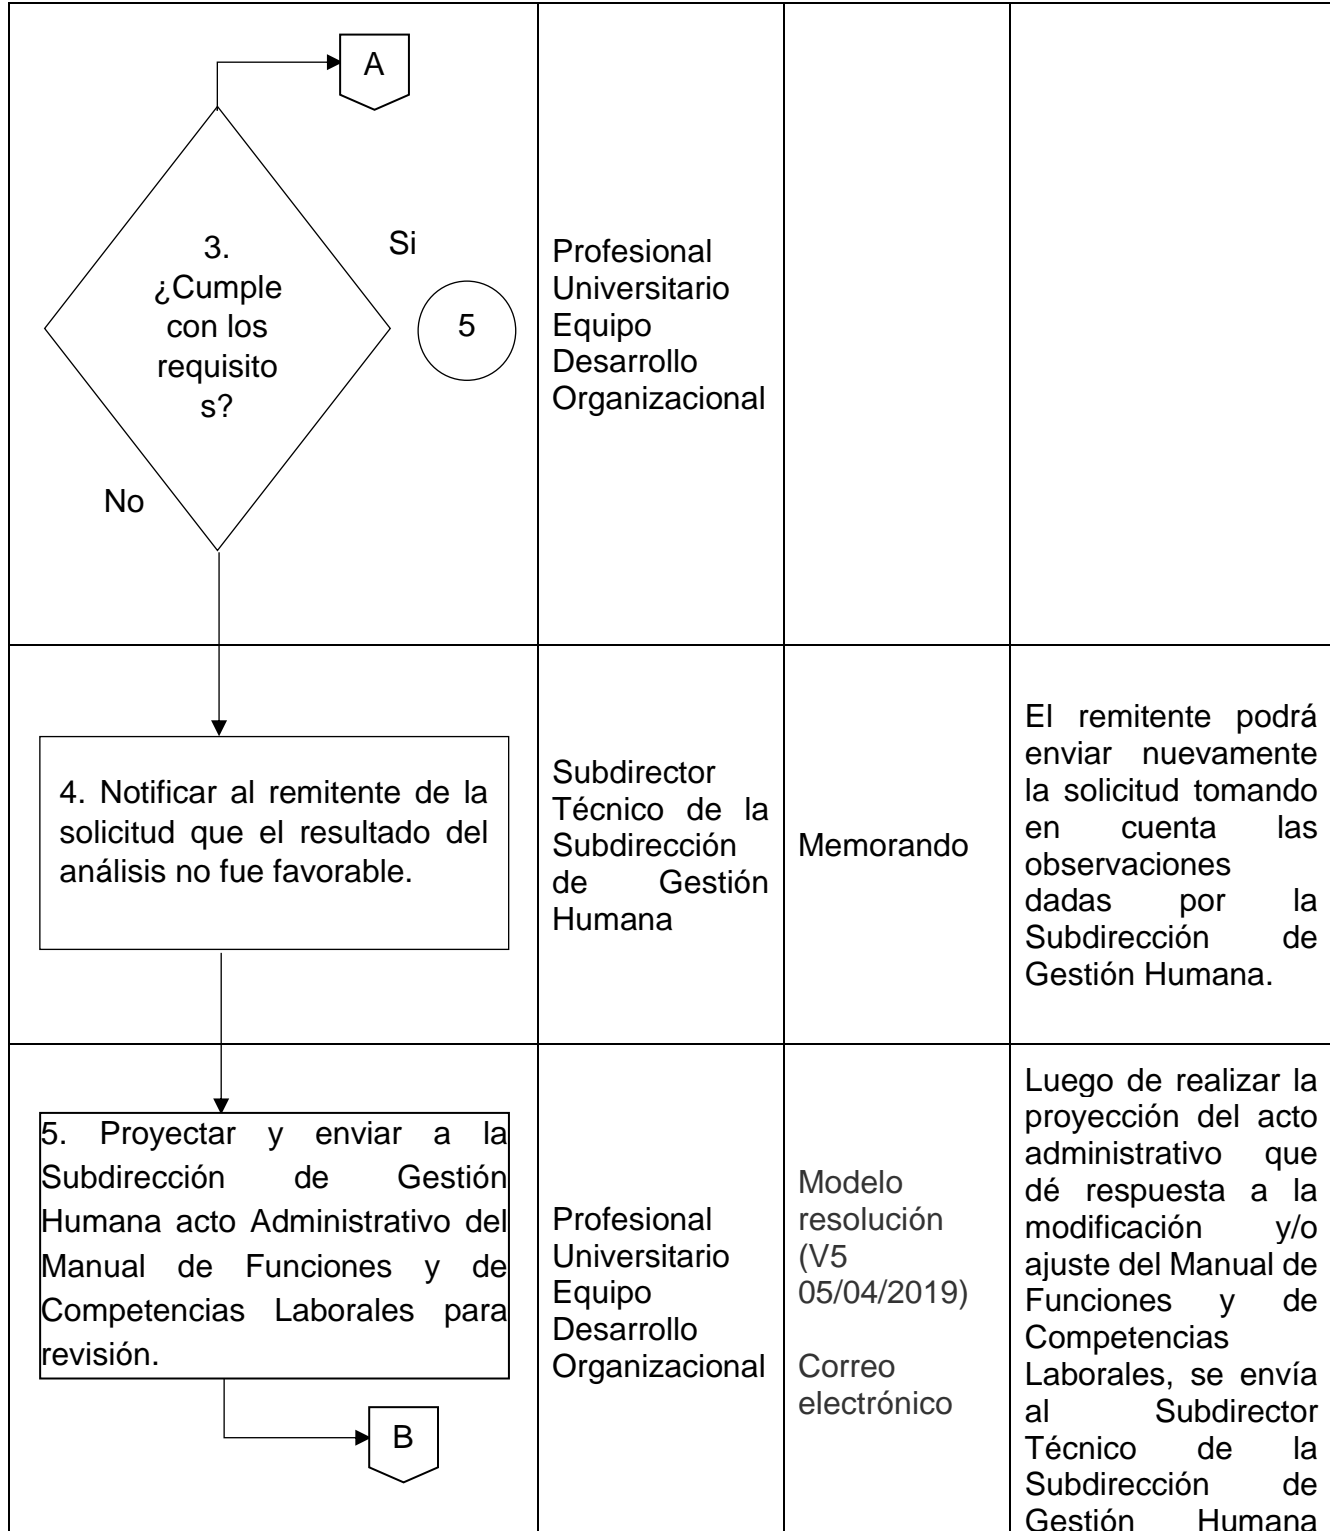 A
3.
¿Cumple
con los
requisito
s?
Si
5
No
Profesional
Universitario
Equipo
Desarrollo
Organizacional
4. Notificar al remitente de la
solicitud que el resultado del
análisis no fue favorable.
Subdirector
Técnico de la
Subdirección
de Gestión
Humana
Memorando
El remitente podrá
enviar nuevamente
la solicitud tomando
en cuenta las
observaciones
dadas por la
Subdirección de
Gestión Humana.
5. Proyectar y enviar a la
Subdirección de Gestión
Humana acto Administrativo del
Manual de Funciones y de
Competencias Laborales para
revisión.
B
Profesional
Universitario
Equipo
Desarrollo
Organizacional
Modelo
resolución
(V5
05/04/2019)
Correo
electrónico
Luego de realizar la
proyección del acto
administrativo que
dé respuesta a la
modificación y/o
ajuste del Manual de
Funciones y de
Competencias
Laborales, se envía
al Subdirector
Técnico de la
Subdirección de
Gestión Humana